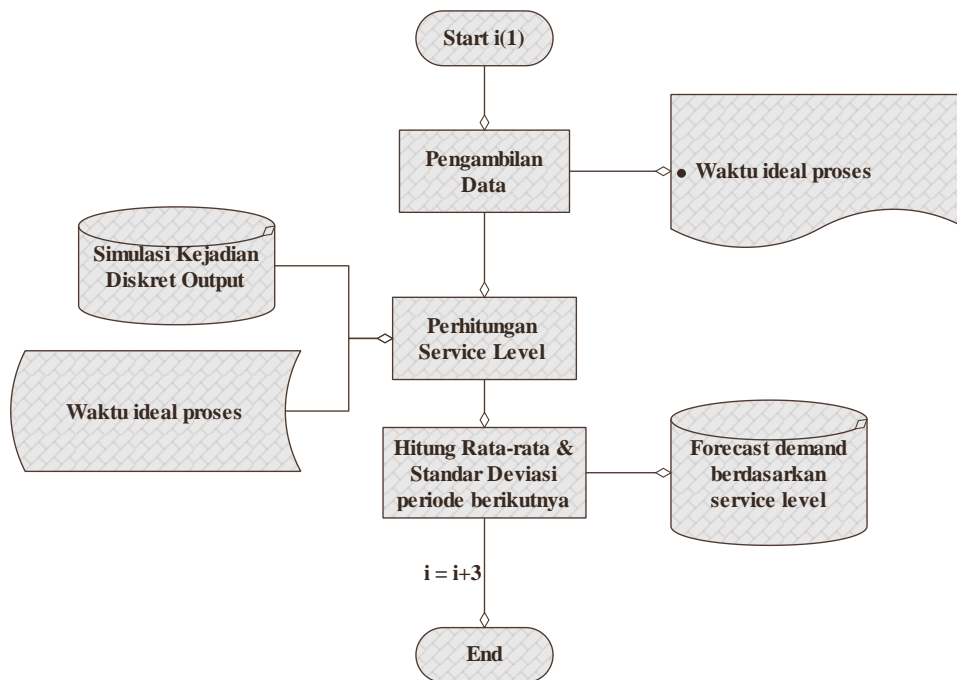 Start i(1)
Pengambilan
Data
• Waktu ideal proses
Simulasi Kejadian
Diskret Output
Perhitungan
Service Level
Waktu ideal proses
Hitung Rata-rata &
Standar Deviasi
periode berikutnya
Forecast demand
berdasarkan
service level
i = i+3
End